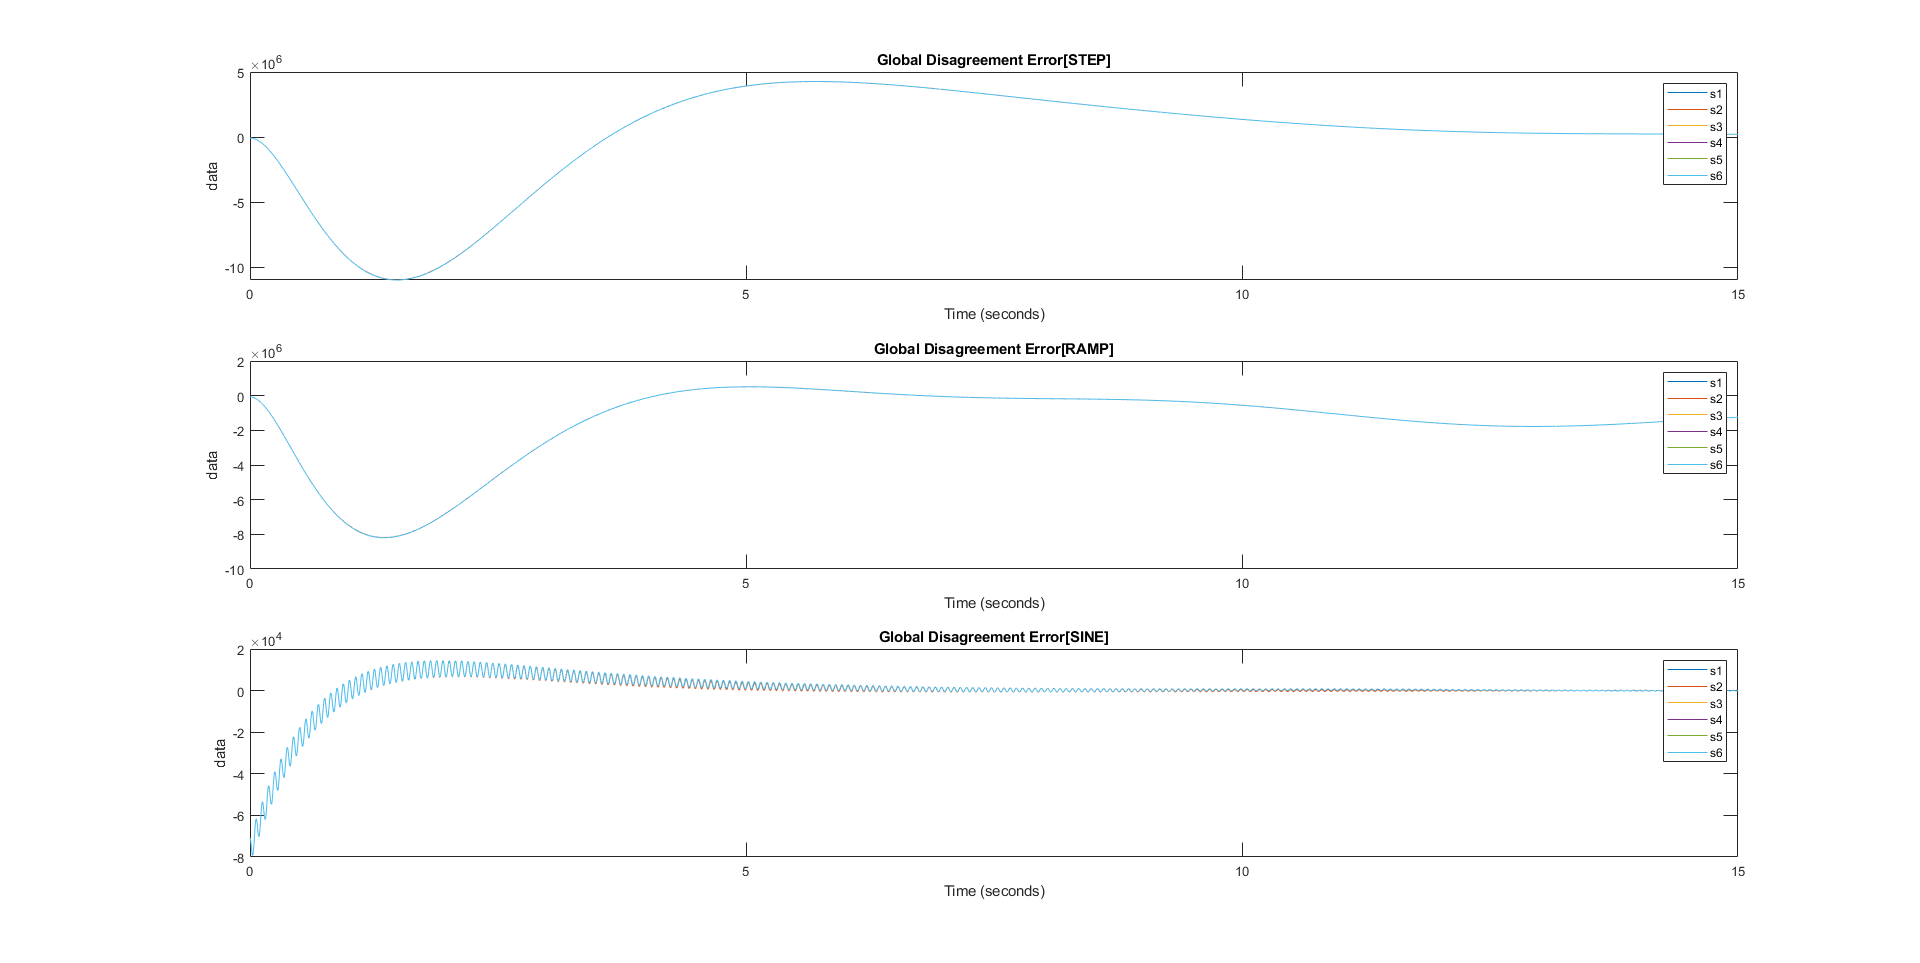 Global Disagreement Error[STEP]
×10^6
5
0
-5
-10
data
0 5 10 15
Time (seconds)
s1
s2
s3
s4
s5
s6
Global Disagreement Error[RAMP]
×10^6
2
0
-2
-4
-6
-8
-10
data
0 5 10 15
Time (seconds)
s1
s2
s3
s4
s5
s6
Global Disagreement Error[SINE]
×10^4
2
0
-2
-4
-6
-8
data
0 5 10 15
Time (seconds)
s1
s2
s3
s4
s5
s6